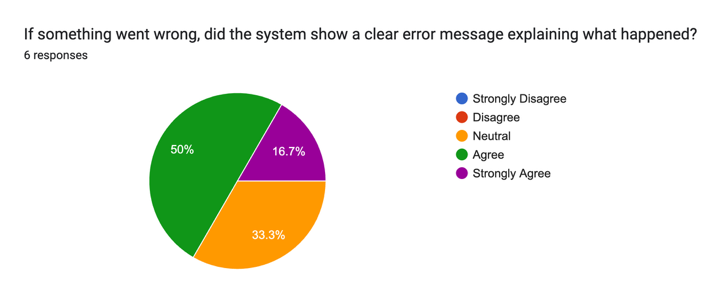 If something went wrong, did the system show a clear error message explaining what happened?
6 responses
Strongly Disagree
Disagree
Neutral
Agree
Strongly Agree
50%
16.7%
33.3%